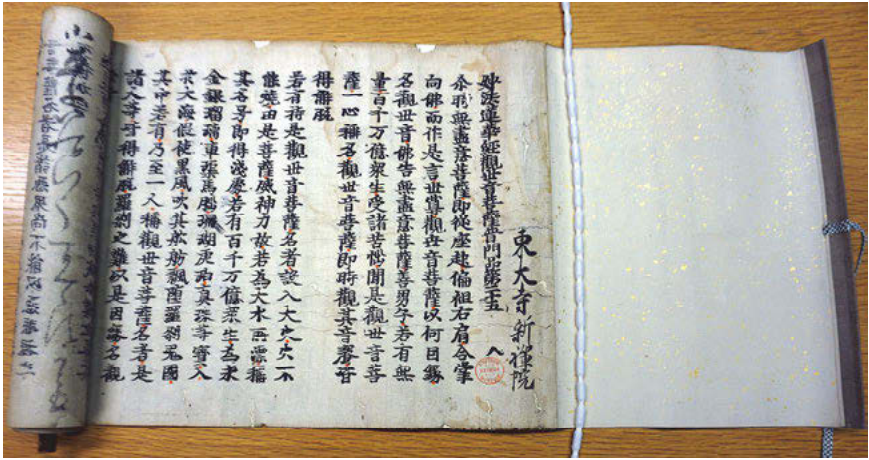 東大寺新禪院
八
妙法蓮華經觀世音菩薩普門品第廿五
尒時無盡意菩薩即從座起偏袒右肩合掌
向佛而作是言世尊觀世音菩薩以何因緣
名觀世音佛告無盡意菩薩善男子若有無
量百千万億衆生受諸苦惱聞是觀世音菩
薩一心稱名觀世音菩薩即時觀其音聲皆
得解脱
若有持是觀世音菩薩名者設入大火火不
能燒由是菩薩威神力故若為大水所漂稱
其名号即得淺處若有百千万億衆生為求
金銀瑠璃車𤦲馬瑙珊瑚虎珀真珠等寶入
於大海假使黒風吹其舩舫飄墮羅刹鬼國
其中若有乃至一人稱觀世音菩薩名者是
諸人等皆得解脱羅刹之難以是因緣名觀